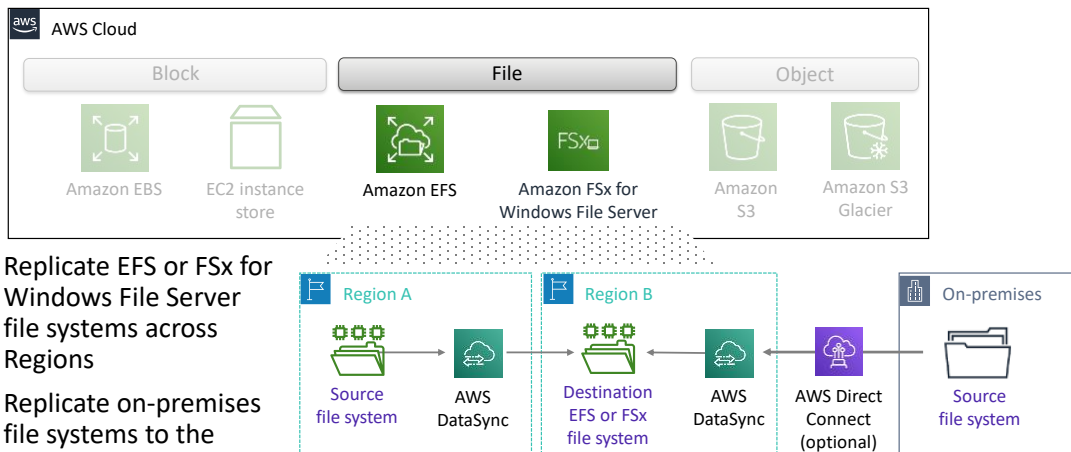 aws
AWS Cloud
Block
File
Object
FSx
Amazon EBS
EC2 instance
store
Amazon EFS
Amazon FSx for
Windows File Server
Amazon
S3
Amazon S3
Glacier
Replicate EFS or FSx for
Windows File Server
file systems across
Regions
Replicate on-premises
file systems to the
Region A
Source
file system
AWS
DataSync
Region B
Destination
EFS or FSx
file system
AWS
DataSync
AWS Direct
Connect
(optional)
On-premises
Source
file system